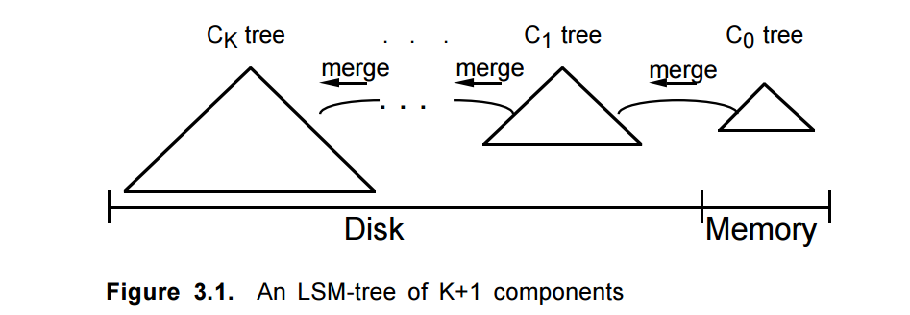 C_K tree . . . C_1 tree C_0 tree
merge merge merge
. . .
Disk Memory
Figure 3.1. An LSM-tree of K+1 components